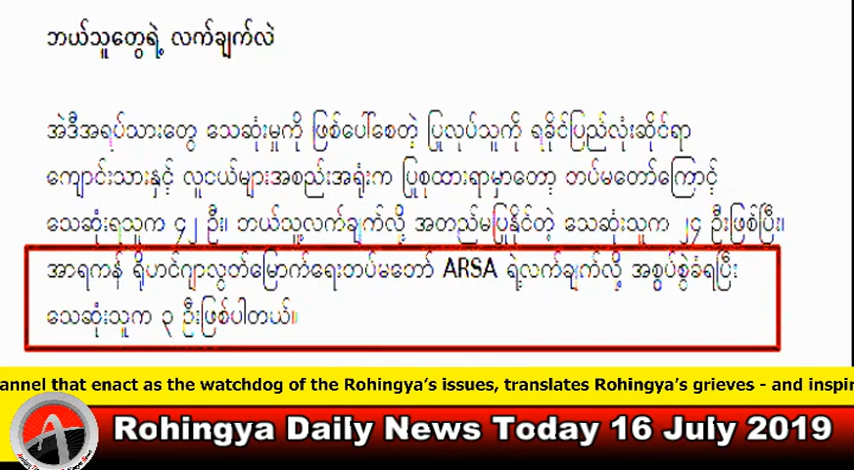 ဘယ်သူတွေရဲ့ လက်ချက်လဲ
အဲဒီအရပ်သားတွေ သေဆုံးမှုကို ဖြစ်ပေါ်စေတဲ့ ပြုလုပ်သူကို ရခိုင်ပြည်လုံးဆိုင်ရာ
ကျောင်းသားနှင့် လူငယ်များအစည်းအရုံးက ပြုစုထားရာမှာတော့ တပ်မတော်ကြောင့်
သေဆုံးရသူက ၄၂ ဦး၊ ဘယ်သူ့လက်ချက်လို့ အတည်မပြုနိုင်တဲ့ သေဆုံးသူက ၂၄ ဦးဖြစ်ပြီး၊
အာရကန် ရိုဟင်ဂျာလွတ်မြောက်ရေးတပ်မတော် ARSA ရဲ့လက်ချက်လို့ အစွပ်စွဲခံရပြီး
သေဆုံးသူက ၃ ဦးဖြစ်ပါတယ်။
annel that enact as the watchdog of the Rohingya's issues, translates Rohingya's grieves - and inspir
Rohingya Daily News Today 16 July 2019